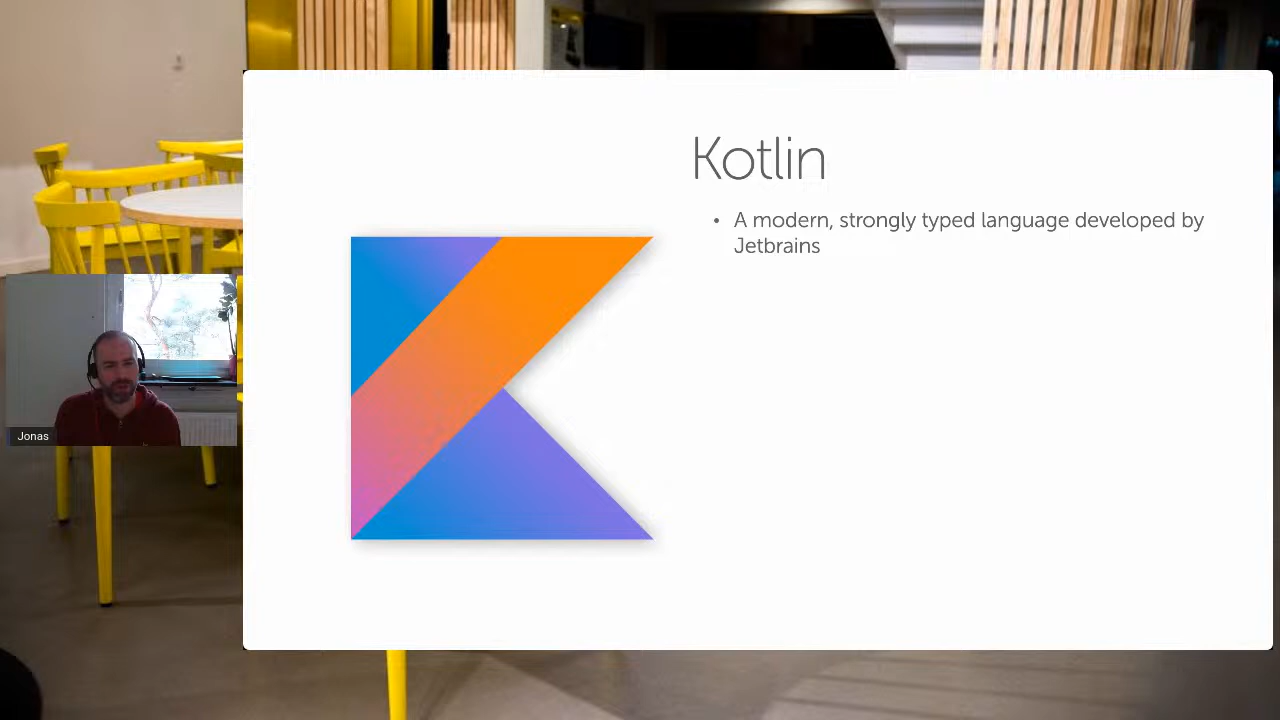 Kotlin
• A modern, strongly typed language developed by
Jetbrains
Jonas